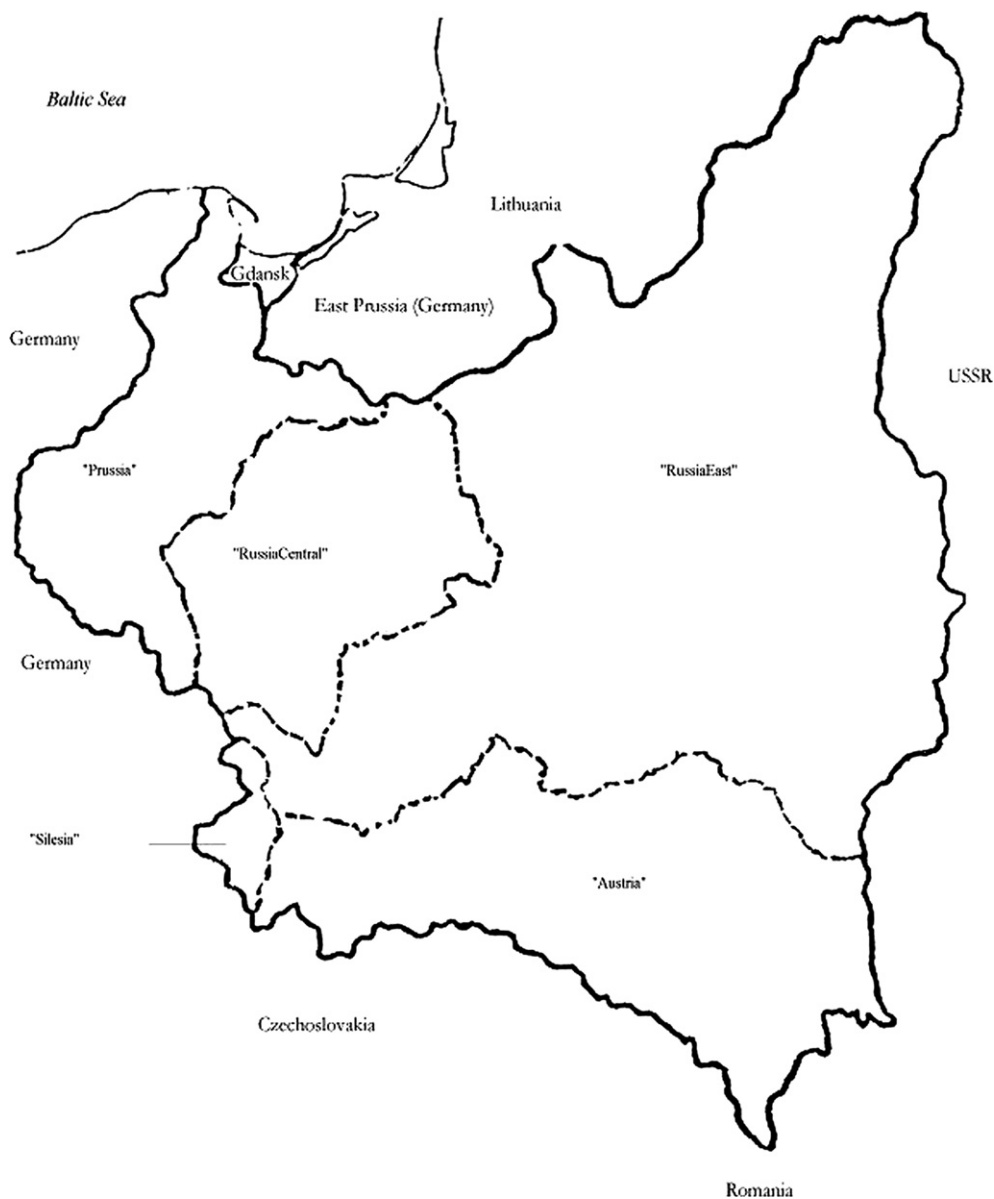 Baltic Sea
Lithuania
Gdansk
East Prussia (Germany)
Germany
USSR
"Prussia"
"RussiaEast"
"RussiaCentral"
Germany
"Silesia"
"Austria"
Czechoslovakia
Romania